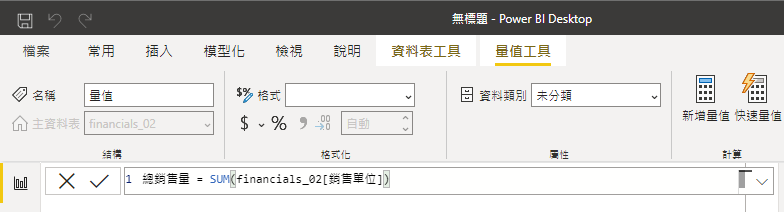 無標題 - Power BI Desktop
檔案 常用 插入 模型化 檢視 說明 資料表工具 量值工具
名稱 量值 $% 格式 資料類別 未分類
主資料表 financials_02 $ % 9 .00 自動 新增量值 快速量值
結構 格式化 屬性 計算
1 總銷售量 = SUM(financials_02[銷售單位])